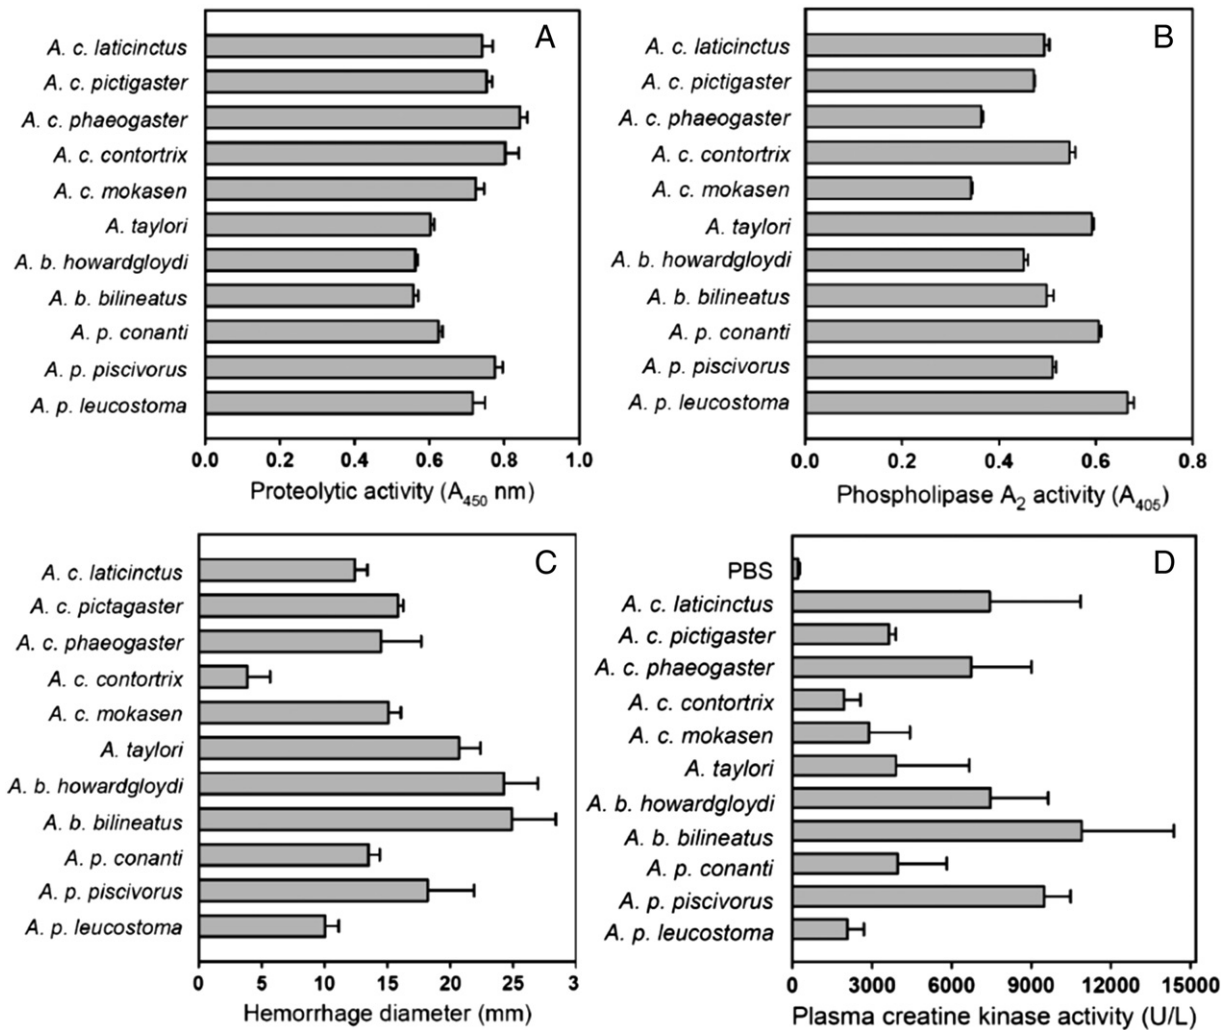 A
A. c. laticinctus
A. c. pictigaster
A. c. phaeogaster
A. c. contortrix
A. c. mokasen
A. taylori
A. b. howardgloydi
A. b. bilineatus
A. p. conanti
A. p. piscivorus
A. p. leucostoma
0.0 0.2 0.4 0.6 0.8 1.0
Proteolytic activity (A450 nm)
B
A. c. laticinctus
A. c. pictigaster
A. c. phaeogaster
A. c. contortrix
A. c. mokasen
A. taylori
A. b. howardgloydi
A. b. bilineatus
A. p. conanti
A. p. piscivorus
A. p. leucostoma
0.0 0.2 0.4 0.6 0.8
Phospholipase A2 activity (A405)
C
A. c. laticinctus
A. c. pictagaster
A. c. phaeogaster
A. c. contortrix
A. c. mokasen
A. taylori
A. b. howardgloydi
A. b. bilineatus
A. p. conanti
A. p. piscivorus
A. p. leucostoma
0 5 10 15 20 25 3
Hemorrhage diameter (mm)
D
PBS
A. c. laticinctus
A. c. pictigaster
A. c. phaeogaster
A. c. contortrix
A. c. mokasen
A. taylori
A. b. howardgloydi
A. b. bilineatus
A. p. conanti
A. p. piscivorus
A. p. leucostoma
0 3000 6000 9000 12000 15000
Plasma creatine kinase activity (U/L)